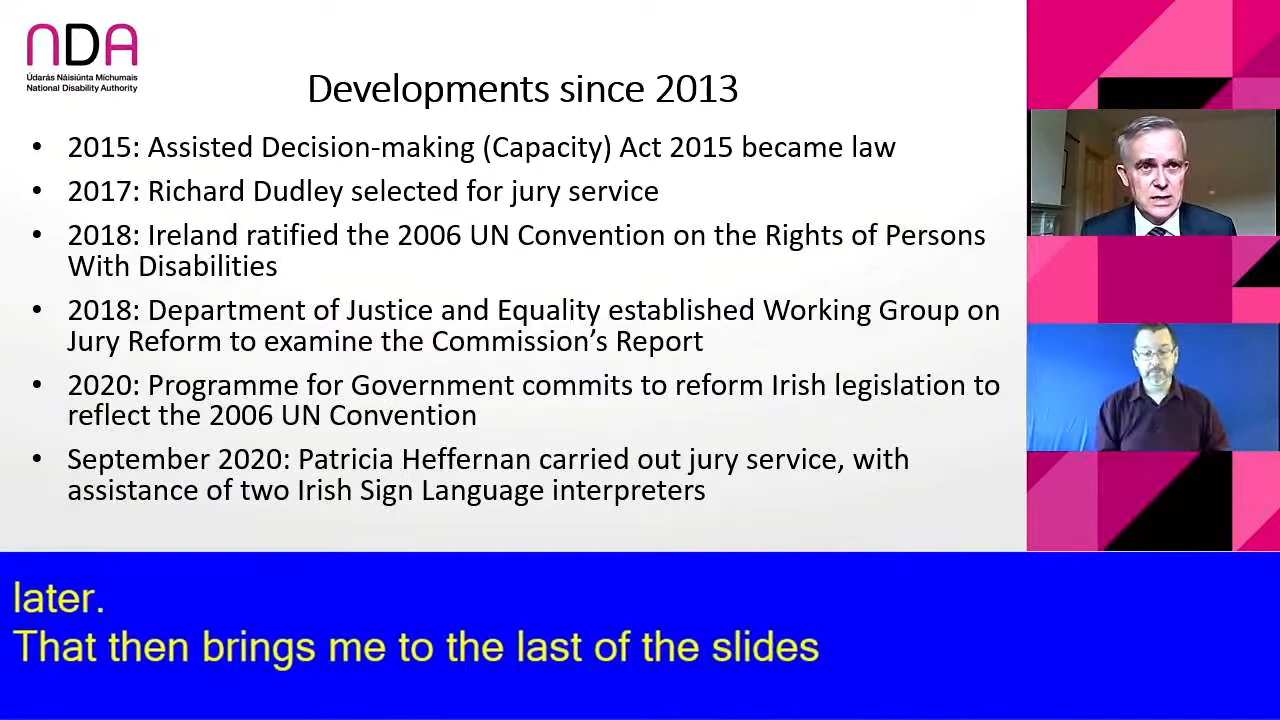 NDA
Údarás Náisiúnta Míchumais
National Disability Authority
Developments since 2013
• 2015: Assisted Decision-making (Capacity) Act 2015 became law
• 2017: Richard Dudley selected for jury service
• 2018: Ireland ratified the 2006 UN Convention on the Rights of Persons
With Disabilities
• 2018: Department of Justice and Equality established Working Group on
Jury Reform to examine the Commission’s Report
• 2020: Programme for Government commits to reform Irish legislation to
reflect the 2006 UN Convention
• September 2020: Patricia Heffernan carried out jury service, with
assistance of two Irish Sign Language interpreters
later.
That then brings me to the last of the slides